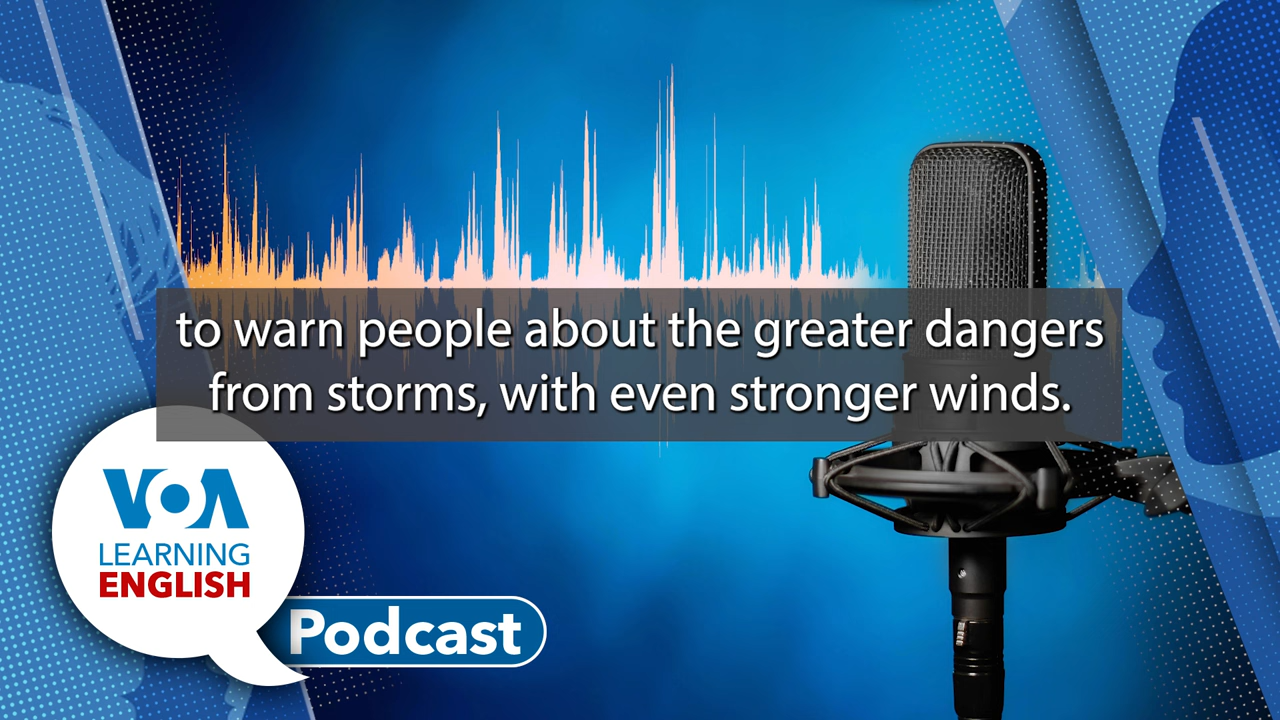 to warn people about the greater dangers
from storms, with even stronger winds.
VOA
LEARNING
ENGLISH
Podcast